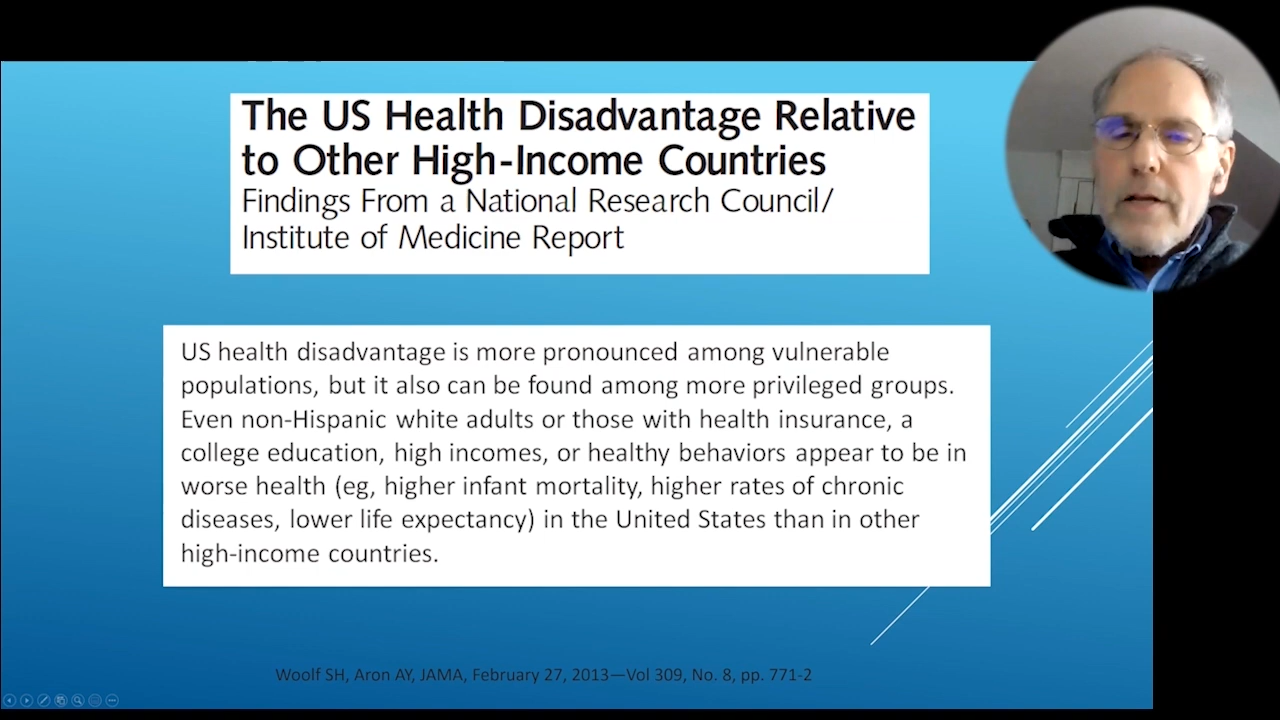 The US Health Disadvantage Relative
to Other High-Income Countries
Findings From a National Research Council/
Institute of Medicine Report
US health disadvantage is more pronounced among vulnerable
populations, but it also can be found among more privileged groups.
Even non-Hispanic white adults or those with health insurance, a
college education, high incomes, or healthy behaviors appear to be in
worse health (eg, higher infant mortality, higher rates of chronic
diseases, lower life expectancy) in the United States than in other
high-income countries.
Woolf SH, Aron AY, JAMA, February 27, 2013—Vol 309, No. 8, pp. 771-2